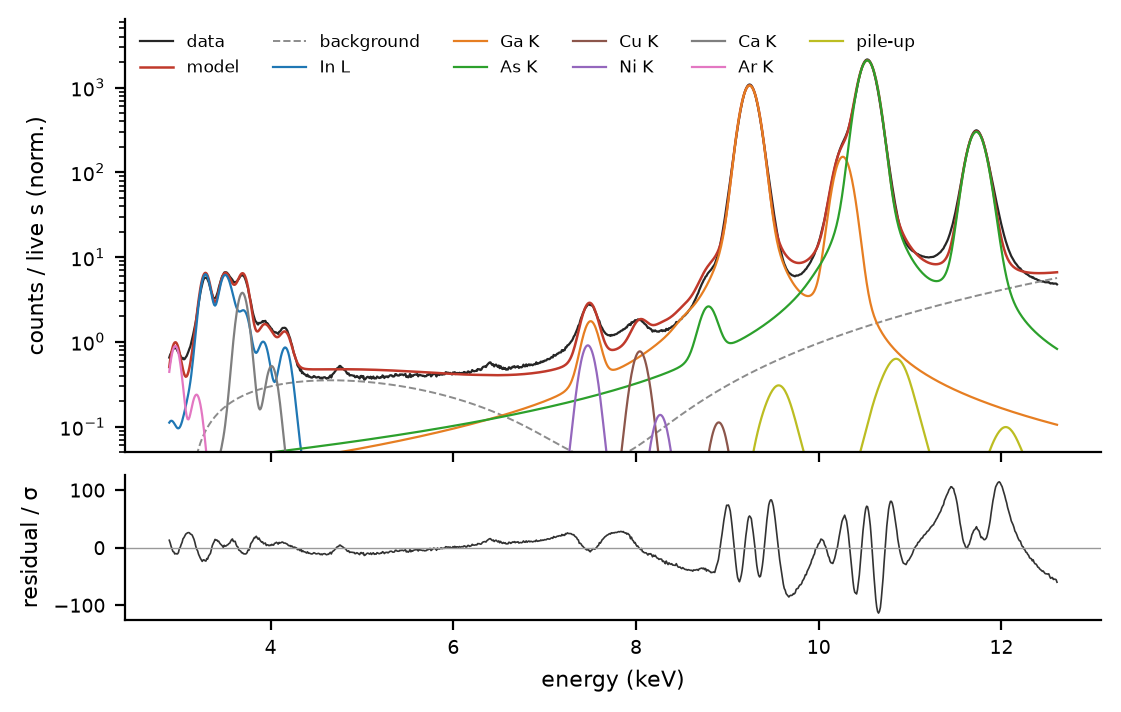 data background Ga K Cu K Ca K pile-up
model In L As K Ni K Ar K
10³
10²
10¹
10⁰
10⁻¹
counts / live s (norm.)
100
0
−100
residual / σ
4 6 8 10 12
energy (keV)